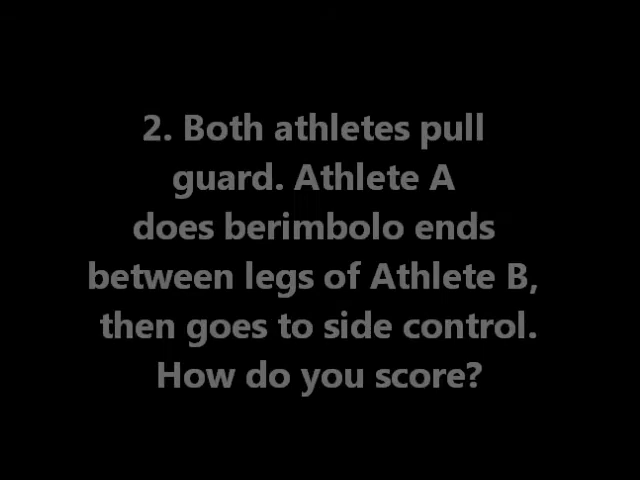 2. Both athletes pull
guard. Athlete A
does berimbolo ends
between legs of Athlete B,
then goes to side control.
How do you score?